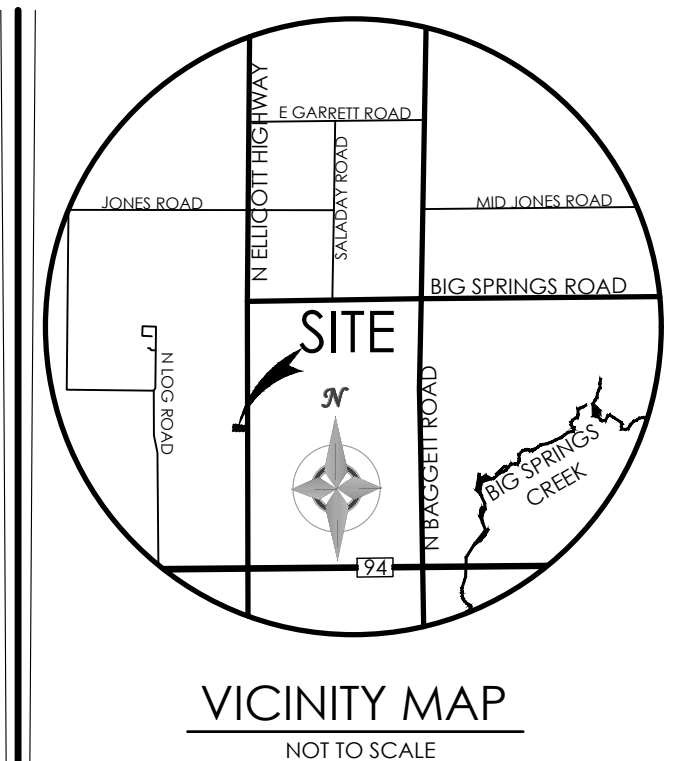 N ELLICOTT HIGHWAY
E GARRETT ROAD
SALADAY ROAD
JONES ROAD
MID JONES ROAD
BIG SPRINGS ROAD
SITE
N LOG ROAD
N
N BAGGETT ROAD
BIG SPRINGS
CREEK
94
VICINITY MAP
NOT TO SCALE